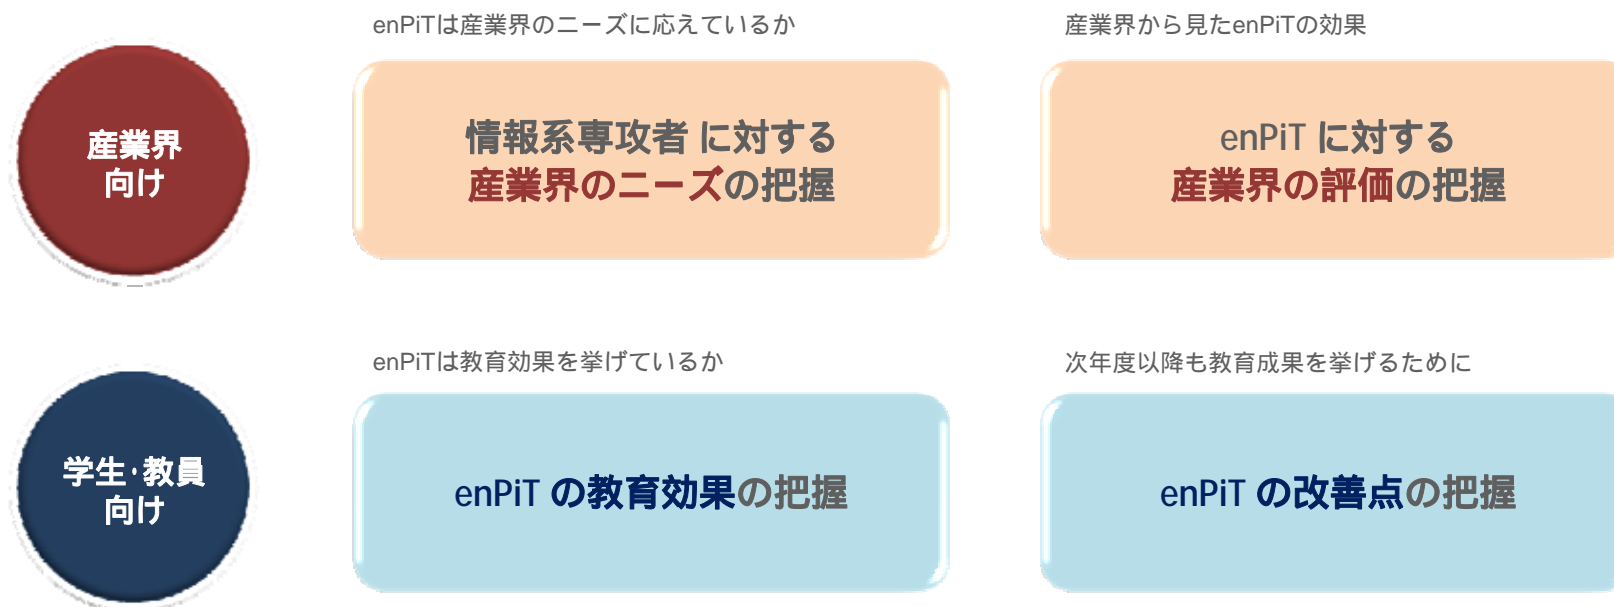 enPiTは産業界のニーズに応えているか
産業界から見たenPiTの効果
産業界
向け
情報系専攻者 に対する
産業界のニーズの把握
enPiT に対する
産業界の評価の把握
enPiTは教育効果を挙げているか
次年度以降も教育成果を挙げるために
学生・教員
向け
enPiT の教育効果の把握
enPiT の改善点の把握